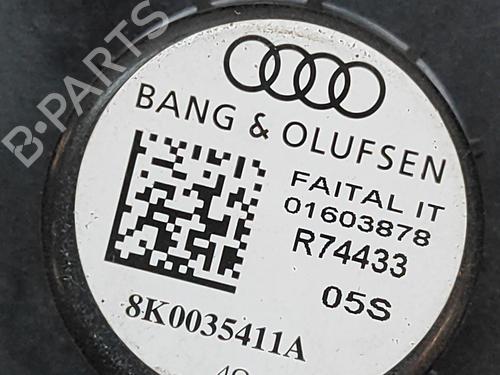 B-PARTS
BANG & OLUFSEN
FAITAL IT
01603878
R74433
05S
8K0035411A